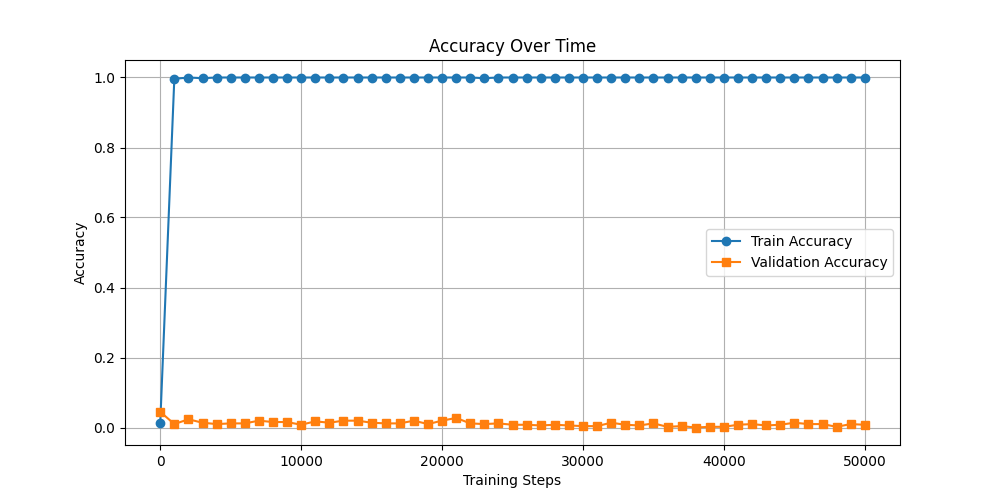 Accuracy Over Time
1.0
0.8
0.6
0.4
0.2
0.0
Accuracy
Train Accuracy
Validation Accuracy
0 10000 20000 30000 40000 50000
Training Steps